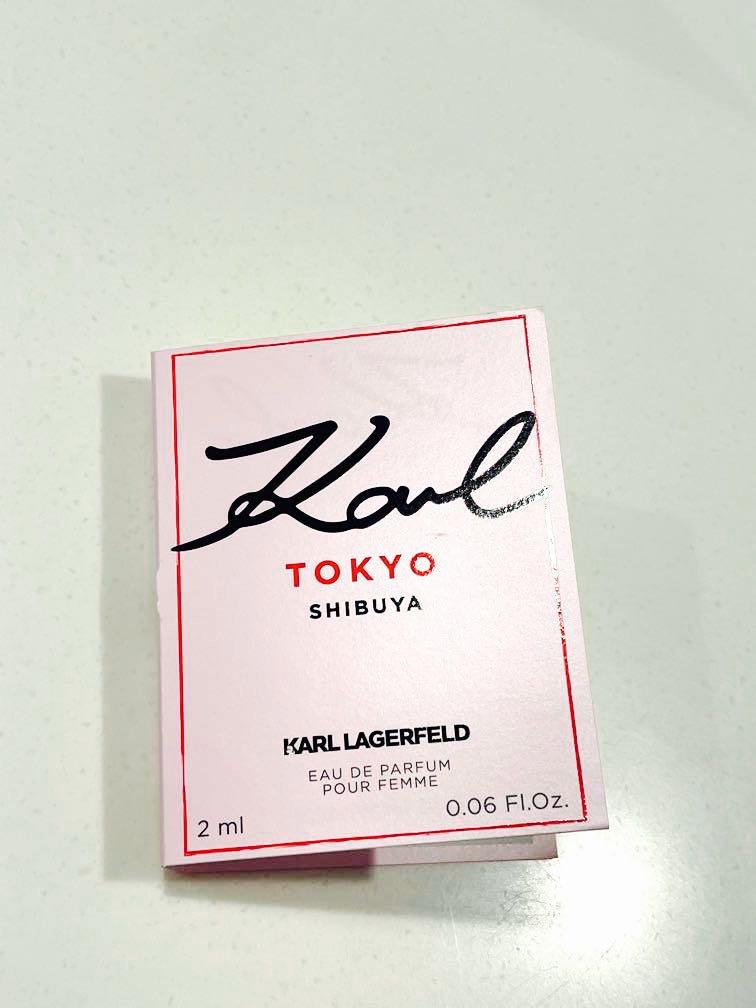 Karl
TOKYO
SHIBUYA
KARL LAGERFELD
EAU DE PARFUM
POUR FEMME
2 ml
0.06 Fl.Oz.